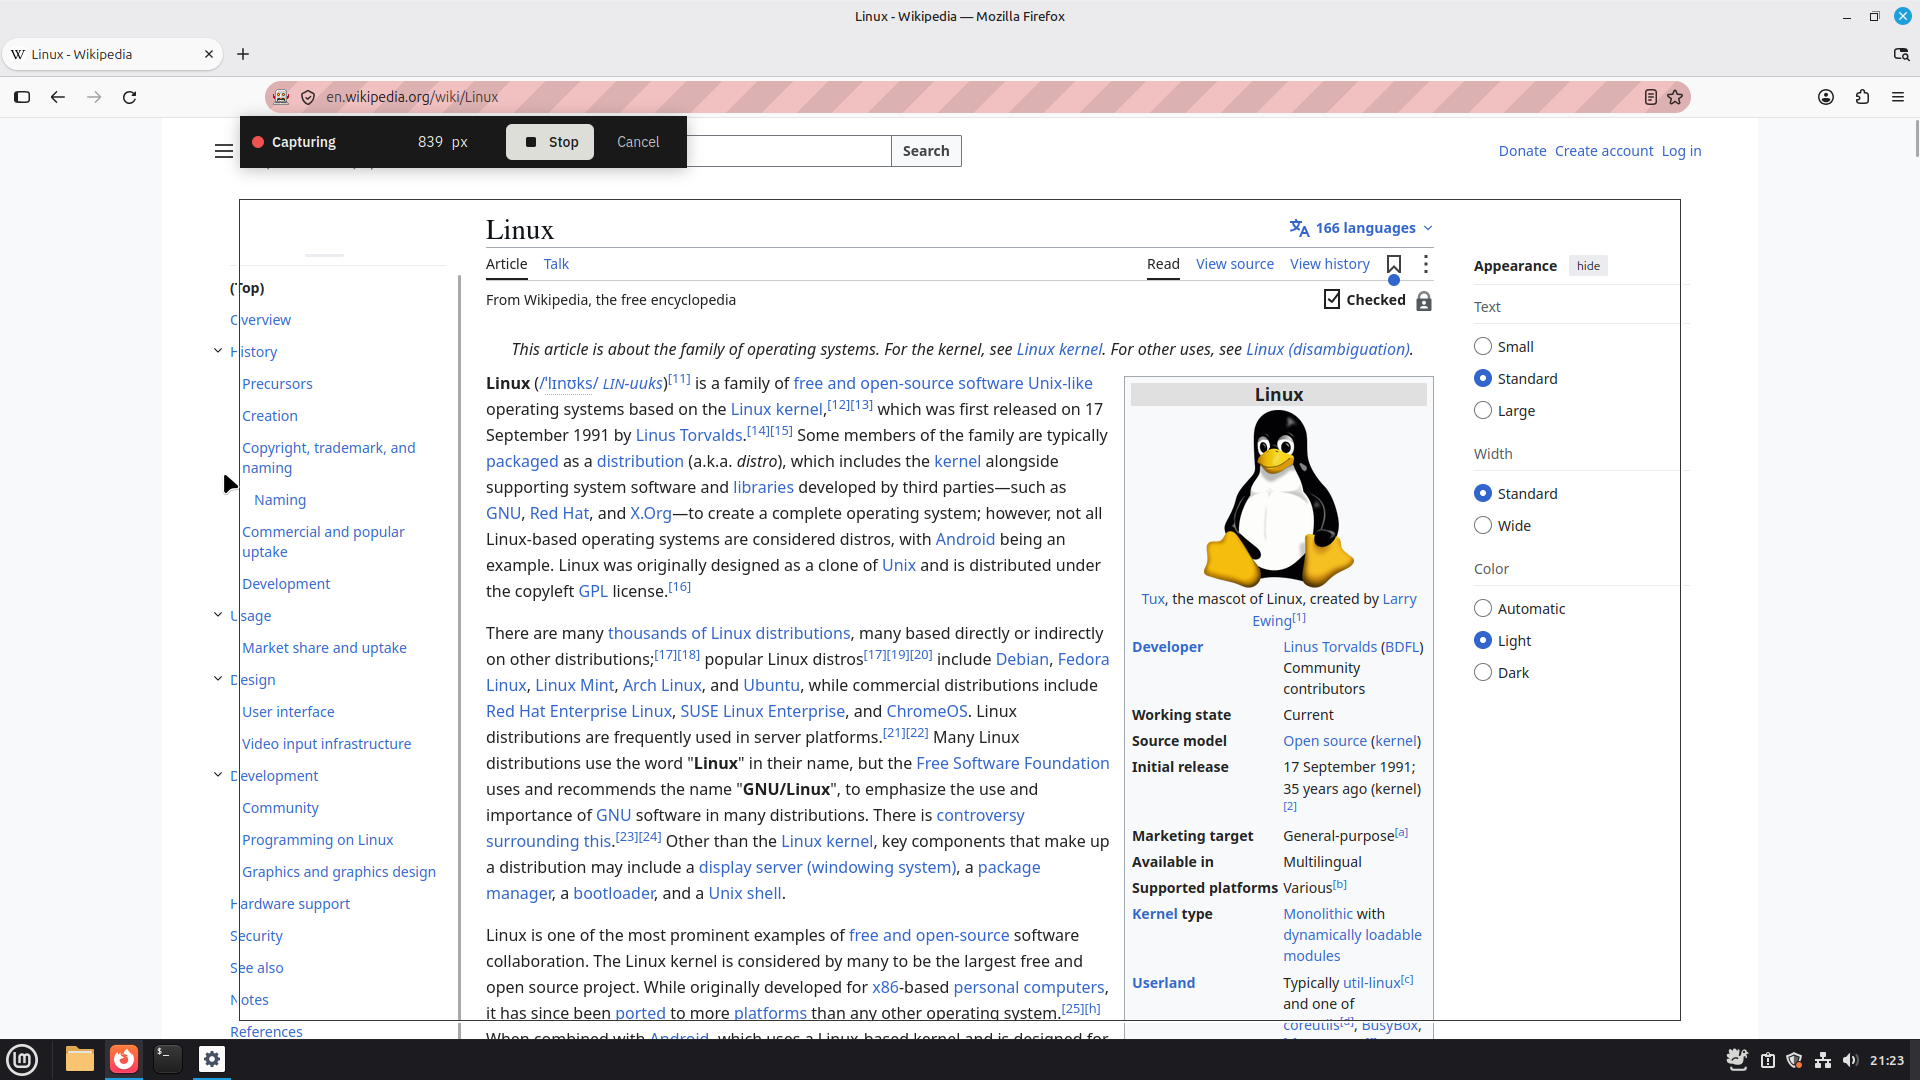 Linux - Wikipedia — Mozilla Firefox
Linux - Wikipedia
en.wikipedia.org/wiki/Linux
Capturing 839 px Stop Cancel
Search
Donate Create account Log in
Linux
166 languages
Article Talk
Read View source View history
From Wikipedia, the free encyclopedia
Checked
(Top)
Overview
History
Precursors
Creation
Copyright, trademark, and
naming
Naming
Commercial and popular
uptake
Development
Usage
Market share and uptake
Design
User interface
Video input infrastructure
Development
Community
Programming on Linux
Graphics and graphics design
Hardware support
Security
See also
Notes
References
This article is about the family of operating systems. For the kernel, see Linux kernel. For other uses, see Linux (disambiguation).
Linux (/ˈlɪnʊks/ LIN-uuks)[11] is a family of free and open-source software Unix-like
operating systems based on the Linux kernel,[12][13] which was first released on 17
September 1991 by Linus Torvalds.[14][15] Some members of the family are typically
packaged as a distribution (a.k.a. distro), which includes the kernel alongside
supporting system software and libraries developed by third parties—such as
GNU, Red Hat, and X.Org—to create a complete operating system; however, not all
Linux-based operating systems are considered distros, with Android being an
example. Linux was originally designed as a clone of Unix and is distributed under
the copyleft GPL license.[16]
There are many thousands of Linux distributions, many based directly or indirectly
on other distributions;[17][18] popular Linux distros[17][19][20] include Debian, Fedora
Linux, Linux Mint, Arch Linux, and Ubuntu, while commercial distributions include
Red Hat Enterprise Linux, SUSE Linux Enterprise, and ChromeOS. Linux
distributions are frequently used in server platforms.[21][22] Many Linux
distributions use the word "Linux" in their name, but the Free Software Foundation
uses and recommends the name "GNU/Linux", to emphasize the use and
importance of GNU software in many distributions. There is controversy
surrounding this.[23][24] Other than the Linux kernel, key components that make up
a distribution may include a display server (windowing system), a package
manager, a bootloader, and a Unix shell.
Linux is one of the most prominent examples of free and open-source software
collaboration. The Linux kernel is considered by many to be the largest free and
open source project. While originally developed for x86-based personal computers,
it has since been ported to more platforms than any other operating system.[25][h]
When combined with Android, which uses a Linux-based kernel and is designed for
Linux
Tux, the mascot of Linux, created by Larry
Ewing[1]
Developer Linus Torvalds (BDFL)
Community
contributors
Working state Current
Source model Open source (kernel)
Initial release 17 September 1991;
35 years ago (kernel)
[2]
Marketing target General-purpose[a]
Available in Multilingual
Supported platforms Various[b]
Kernel type Monolithic with
dynamically loadable
modules
Userland Typically util-linux[c]
and one of
coreutils[d], BusyBox,
Appearance hide
Text
Small
Standard
Large
Width
Standard
Wide
Color
Automatic
Light
Dark
21:23